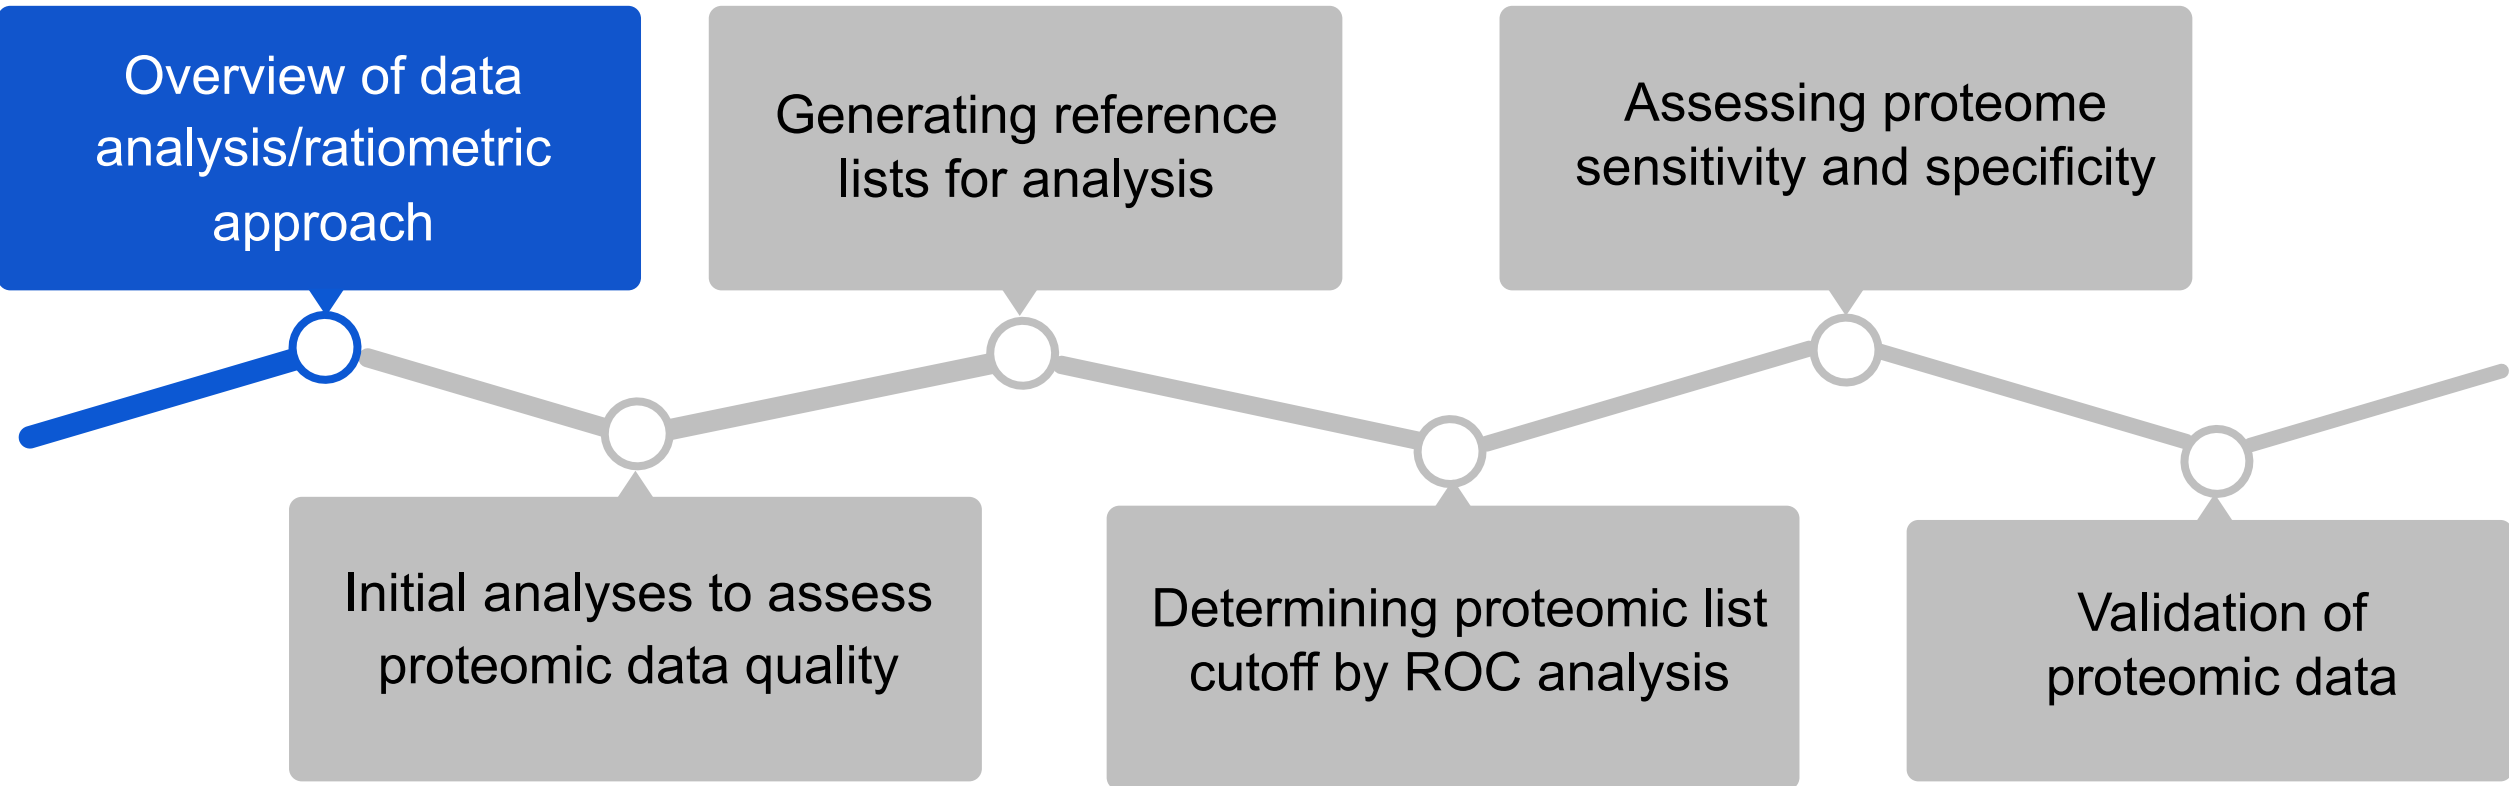 Overview of data
analysis/ratiometric
approach
Initial analyses to assess
proteomic data quality
Generating reference
lists for analysis
Determining proteomic list
cutoff by ROC analysis
Assessing proteome
sensitivity and specificity
Validation of
proteomic data